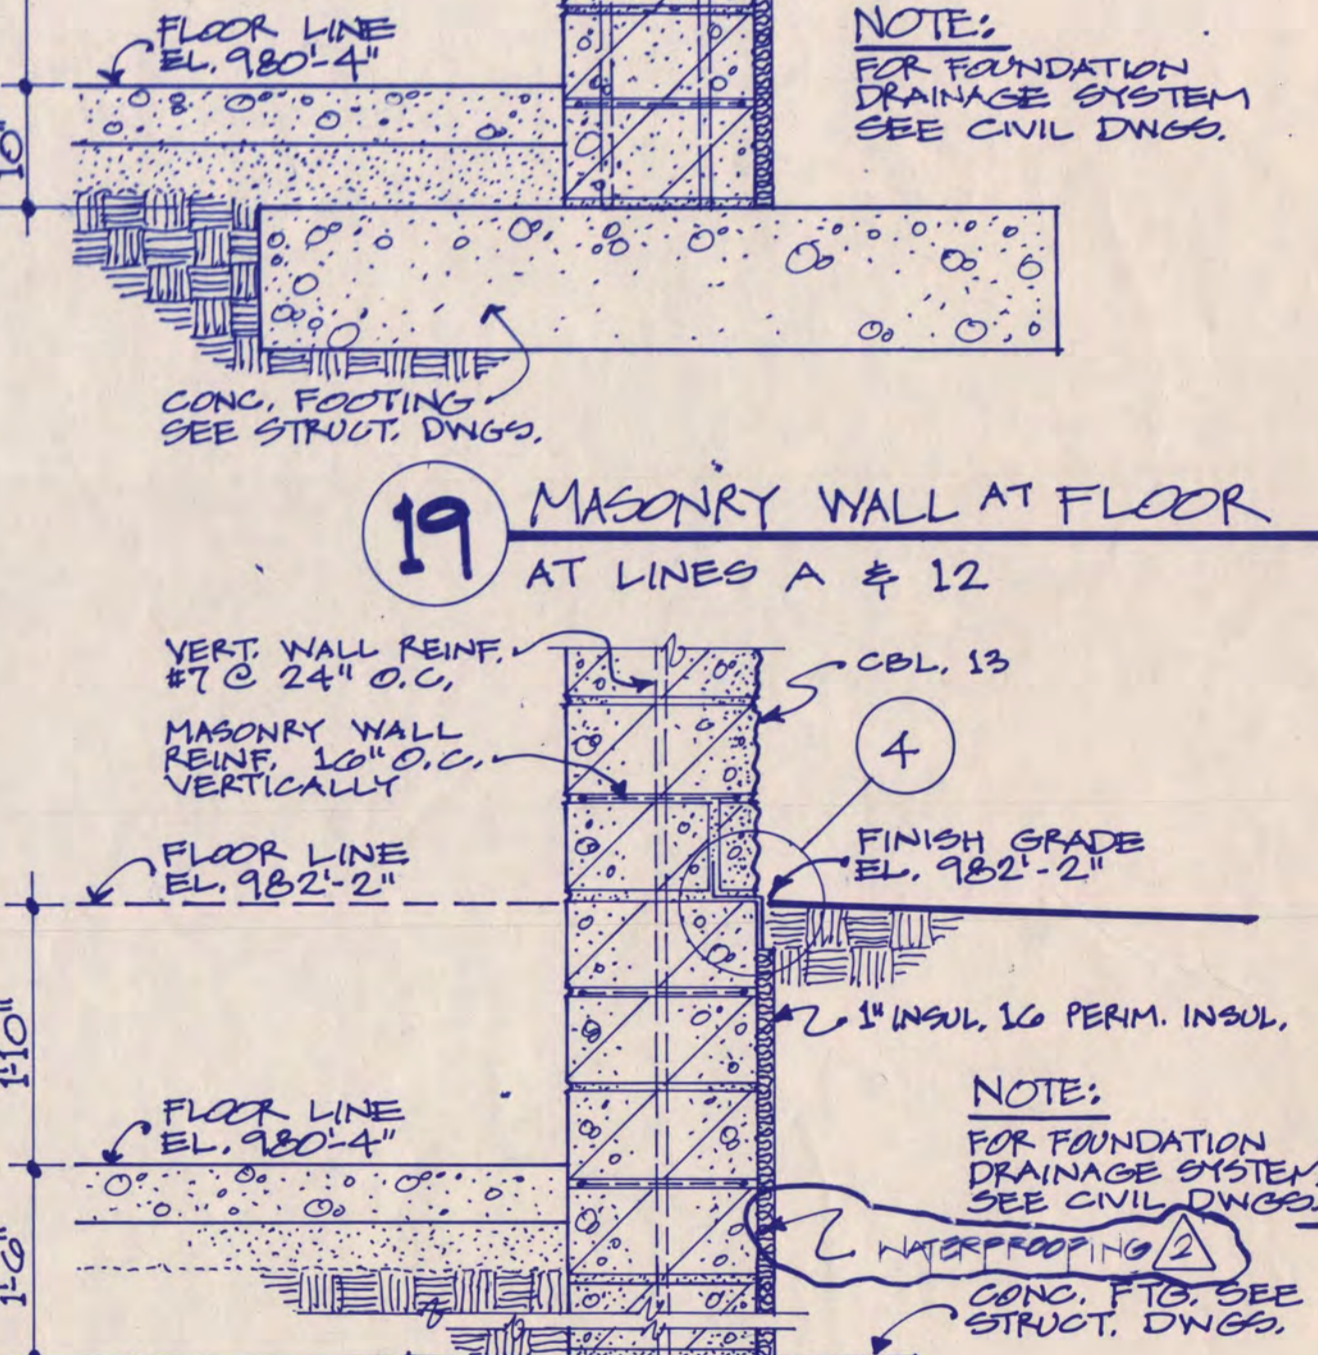 FLOOR LINE
EL. 980'-4"
NOTE:
FOR FOUNDATION
DRAINAGE SYSTEM
SEE CIVIL DWGS.
10"
CONC. FOOTING
SEE STRUCT. DWGS.
19
MASONRY WALL AT FLOOR
AT LINES A & 12
VERT. WALL REINF.
#7 @ 24" O.C.
CBL. 13
MASONRY WALL
REINF. 16" O.C.
VERTICALLY
4
FLOOR LINE
EL. 982'-2"
FINISH GRADE
EL. 982'-2"
1'-10"
1" INSUL. 16 PERIM. INSUL.
FLOOR LINE
EL. 980'-4"
NOTE:
FOR FOUNDATION
DRAINAGE SYSTEM
SEE CIVIL DWGS.
1'-6"
WATERPROOFING 2
CONC. FTG. SEE
STRUCT. DWGS.